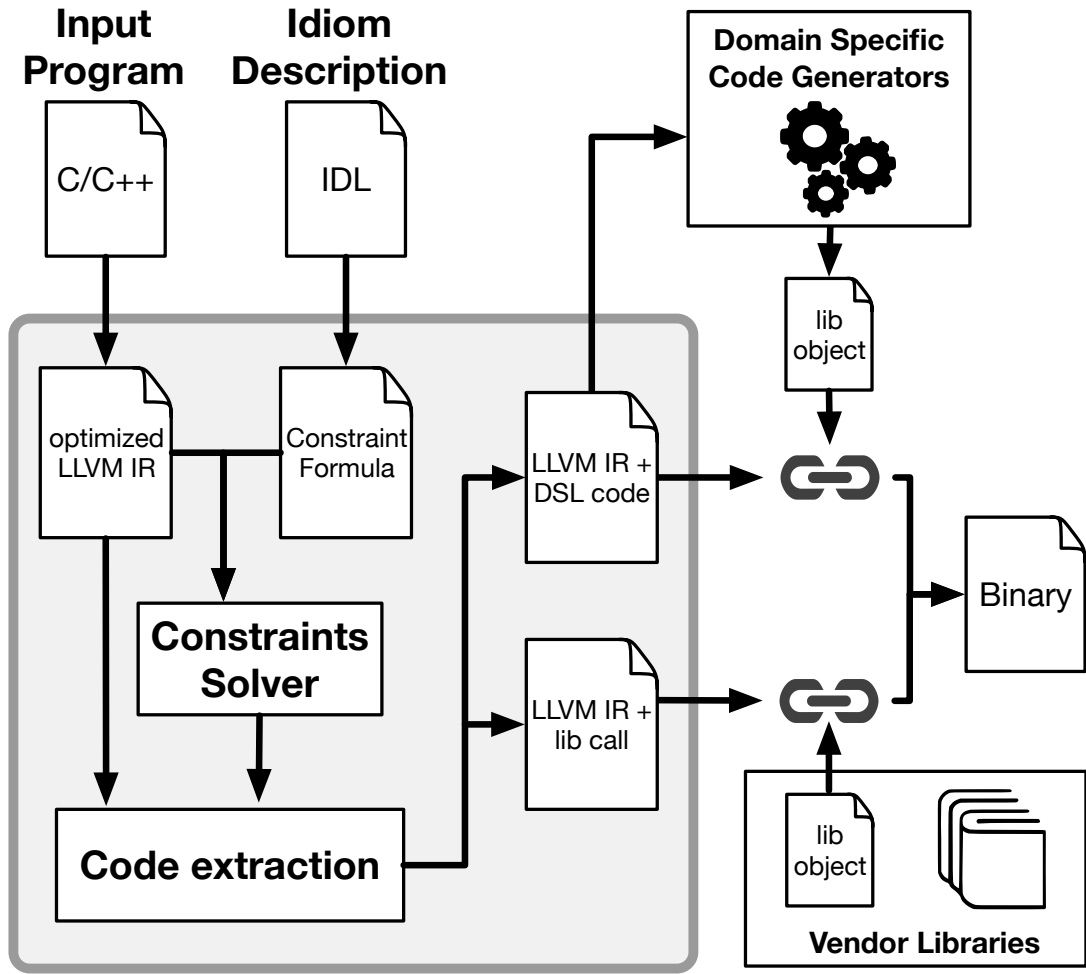 Input
Program
Idiom
Description
Domain Specific
Code Generators
C/C++
IDL
lib
object
optimized
LLVM IR
Constraint
Formula
LLVM IR +
DSL code
Binary
Constraints
Solver
LLVM IR +
lib call
Code extraction
lib
object
Vendor Libraries